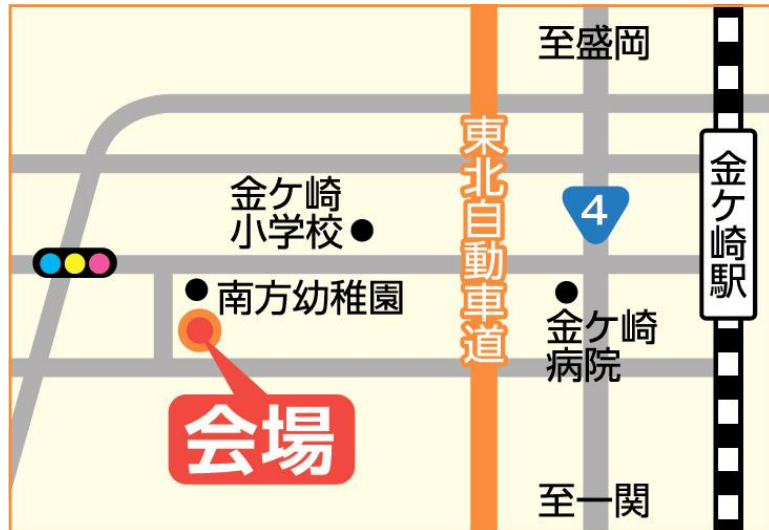 至盛岡
東北自動車道
4
金ケ崎駅
金ケ崎
小学校
南方幼稚園
金ケ崎
病院
会場
至一関